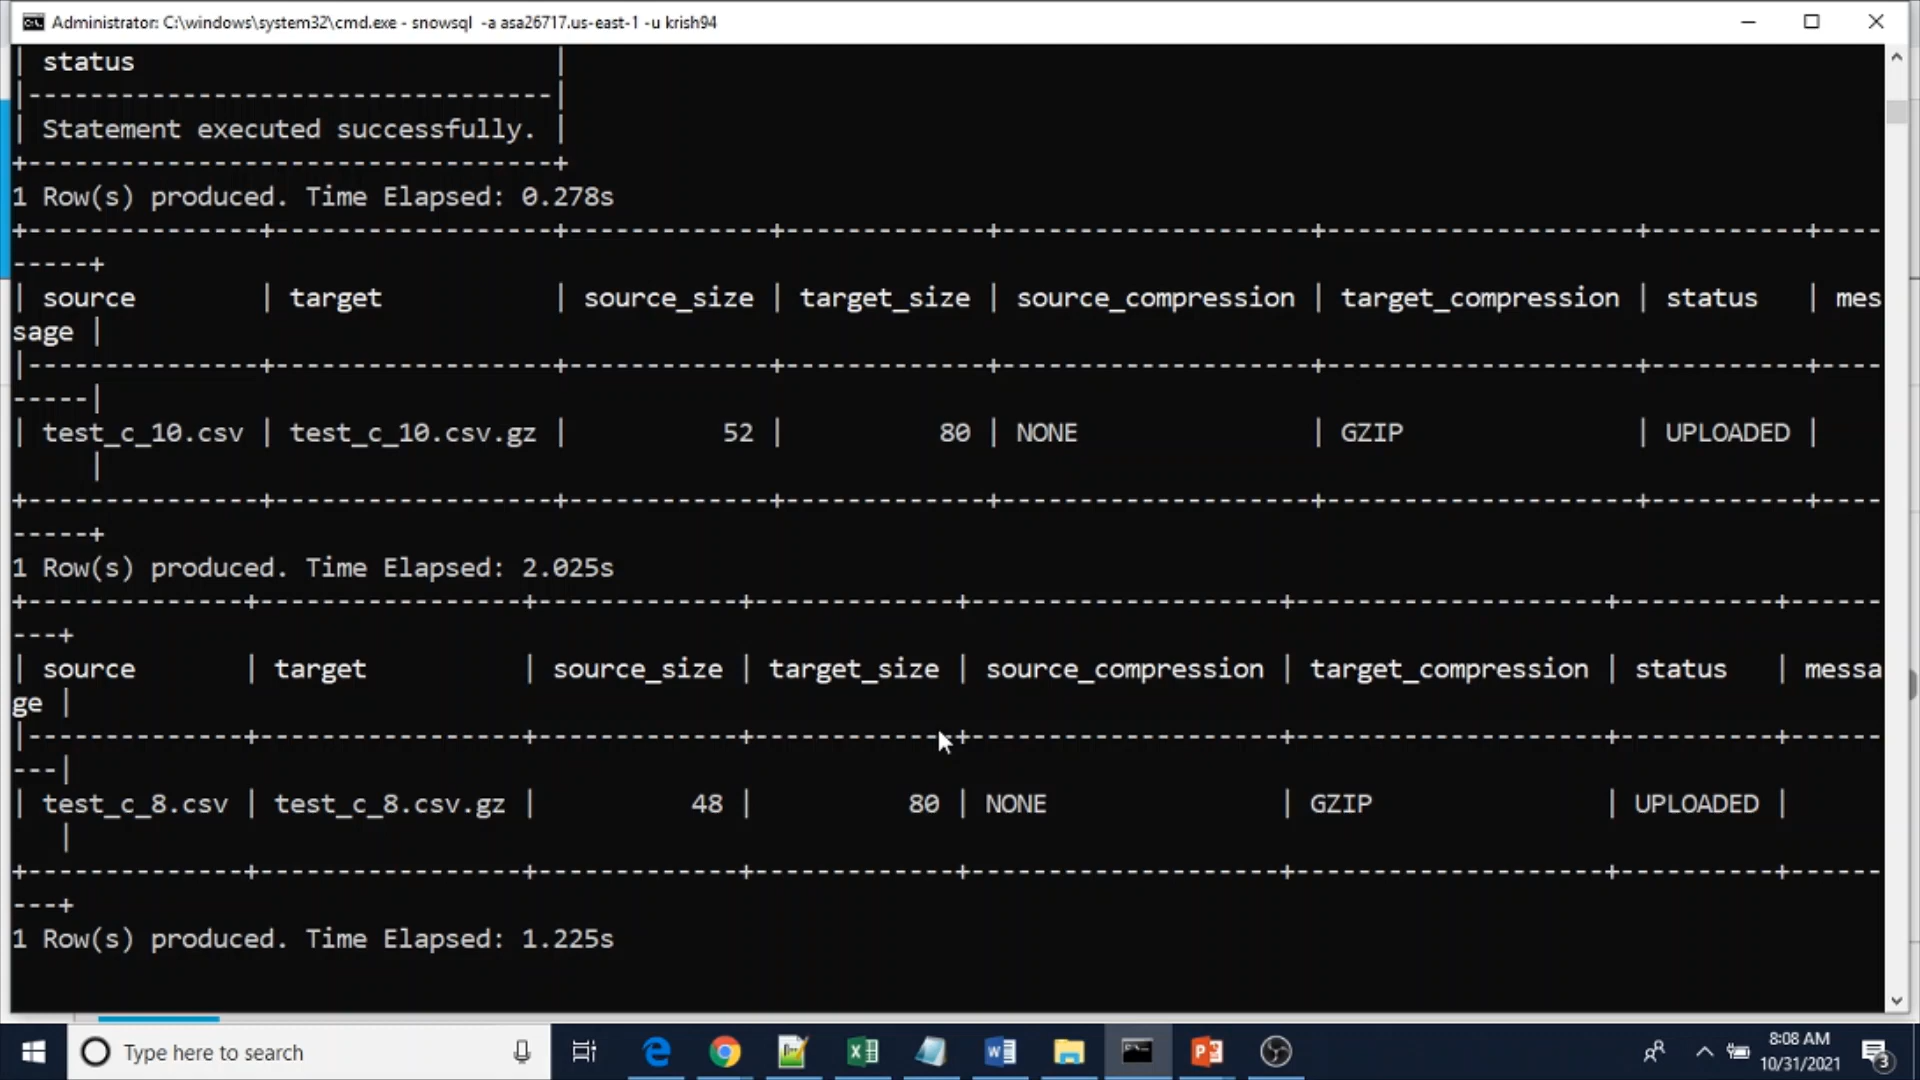 Administrator: C:\windows\system32\cmd.exe - snowsql -a asa26717.us-east-1 -u krish94
| status |
|----------------------------------|
| Statement executed successfully. |
+----------------------------------+
1 Row(s) produced. Time Elapsed: 0.278s
+---------------+------------------+-------------+-------------+--------------------+--------------------+----------+----
-----+
| source | target | source_size | target_size | source_compression | target_compression | status | mes
sage |
|---------------+------------------+-------------+-------------+--------------------+--------------------+----------+----
-----|
| test_c_10.csv | test_c_10.csv.gz | 52 | 80 | NONE | GZIP | UPLOADED |
|
+---------------+------------------+-------------+-------------+--------------------+--------------------+----------+----
-----+
1 Row(s) produced. Time Elapsed: 2.025s
+--------------+-----------------+-------------+-------------+--------------------+--------------------+----------+------
---+
| source | target | source_size | target_size | source_compression | target_compression | status | messa
ge |
|--------------+-----------------+-------------+-------------+--------------------+--------------------+----------+------
---|
| test_c_8.csv | test_c_8.csv.gz | 48 | 80 | NONE | GZIP | UPLOADED |
|
+--------------+-----------------+-------------+-------------+--------------------+--------------------+----------+------
---+
1 Row(s) produced. Time Elapsed: 1.225s
Type here to search
8:08 AM
10/31/2021
3